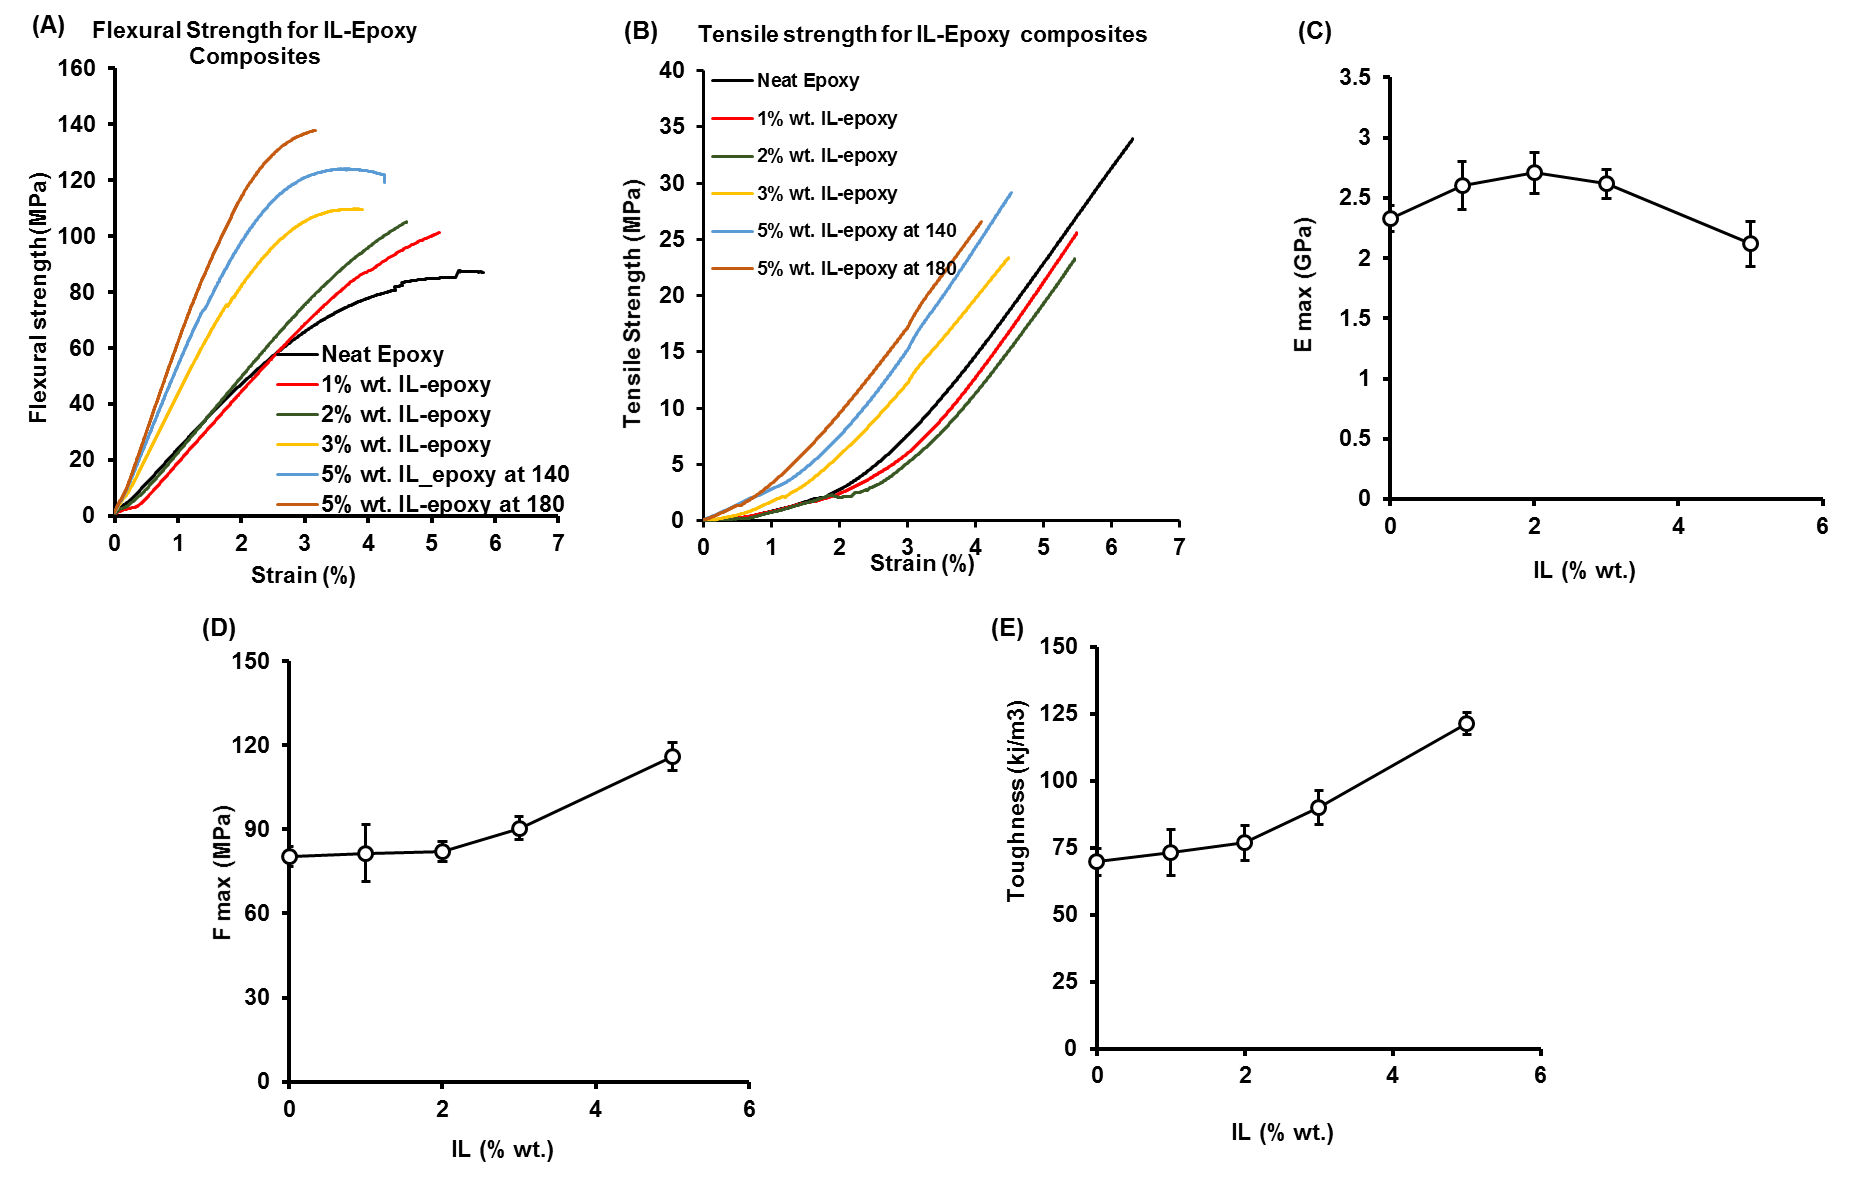 (A)
Flexural Strength for IL-Epoxy
Composites
Flexural strength(MPa)
160
140
120
100
80
60
40
20
0
0 1 2 3 4 5 6 7
Strain (%)
Neat Epoxy
1% wt. IL-epoxy
2% wt. IL-epoxy
3% wt. IL-epoxy
5% wt. IL_epoxy at 140
5% wt. IL-epoxy at 180
(B)
Tensile strength for IL-Epoxy composites
Tensile Strength (MPa)
40
35
30
25
20
15
10
5
0
0 1 2 3 4 5 6 7
Strain (%)
Neat Epoxy
1% wt. IL-epoxy
2% wt. IL-epoxy
3% wt. IL-epoxy
5% wt. IL-epoxy at 140
5% wt. IL-epoxy at 180
(C)
E max (GPa)
3.5
3
2.5
2
1.5
1
0.5
0
0 2 4 6
IL (% wt.)
(D)
F max (MPa)
150
120
90
60
30
0
0 2 4 6
IL (% wt.)
(E)
Toughness (kj/m3)
150
125
100
75
50
25
0
0 2 4 6
IL (% wt.)